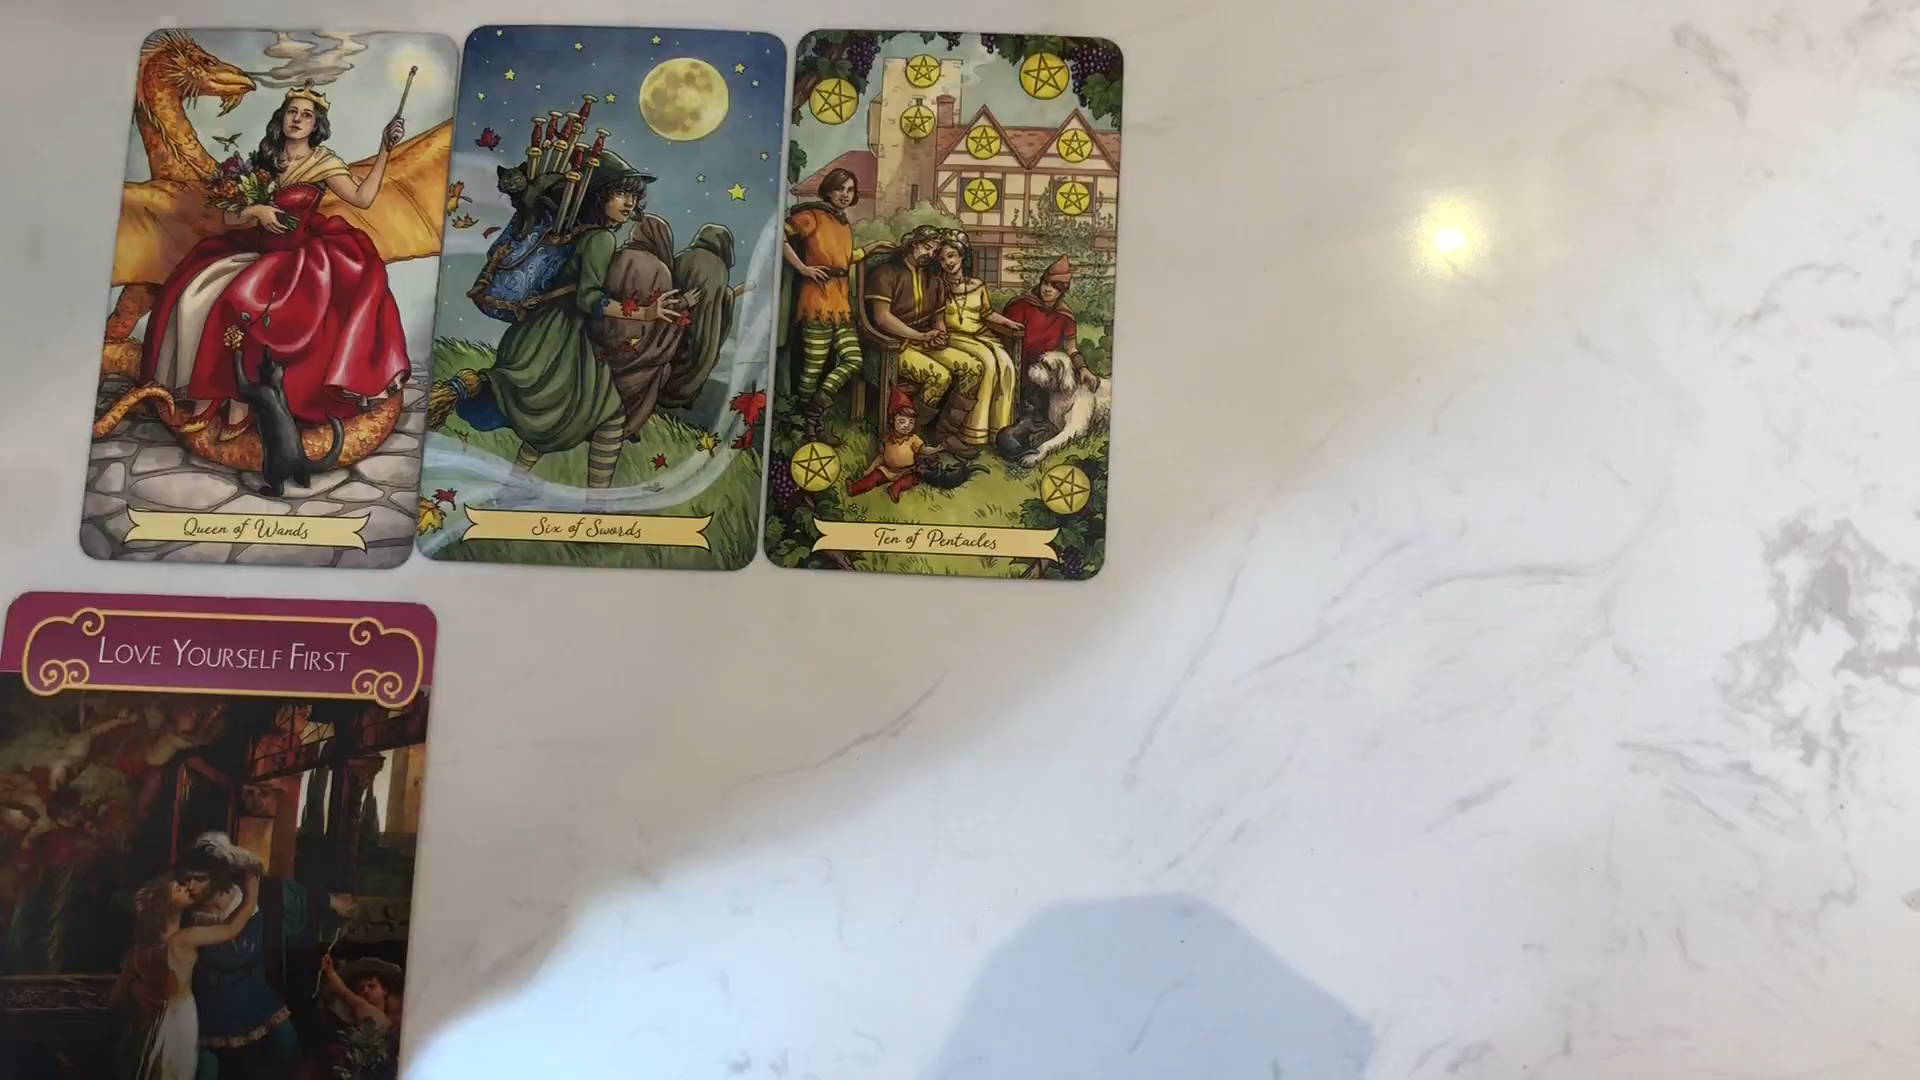 Queen of Wands
Six of Swords
Ten of Pentacles
LOVE YOURSELF FIRST